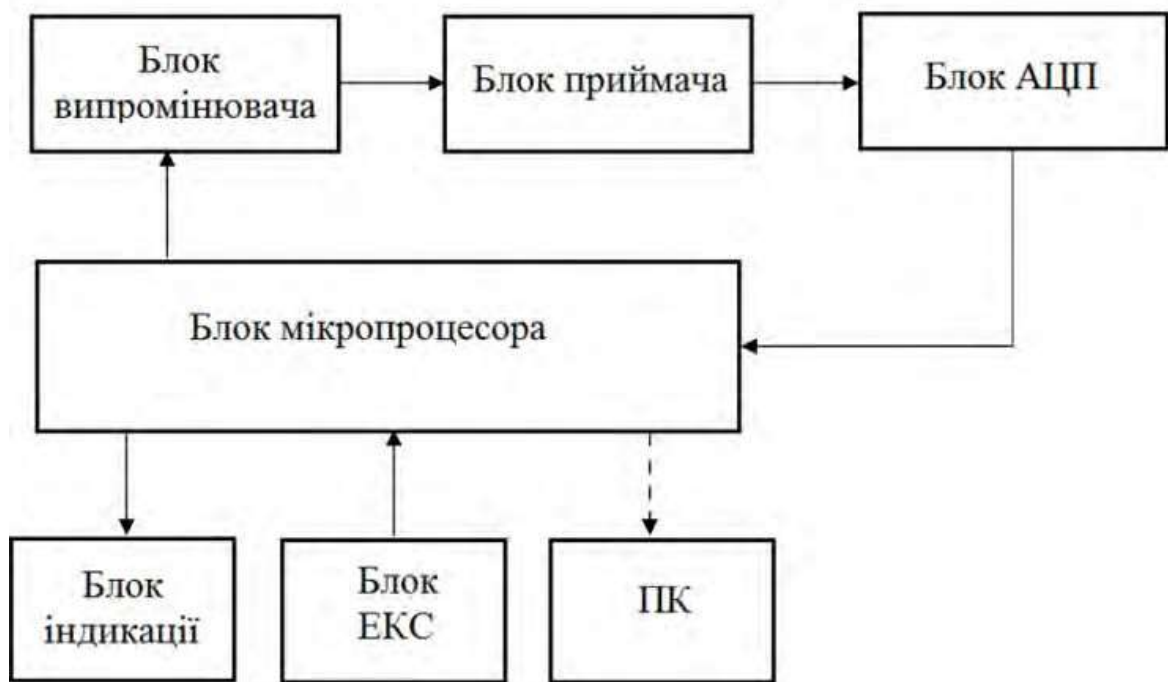 Блок
випромінювача
Блок приймача
Блок АЦП
Блок мікропроцесора
Блок
індикації
Блок
ЕКС
ПК